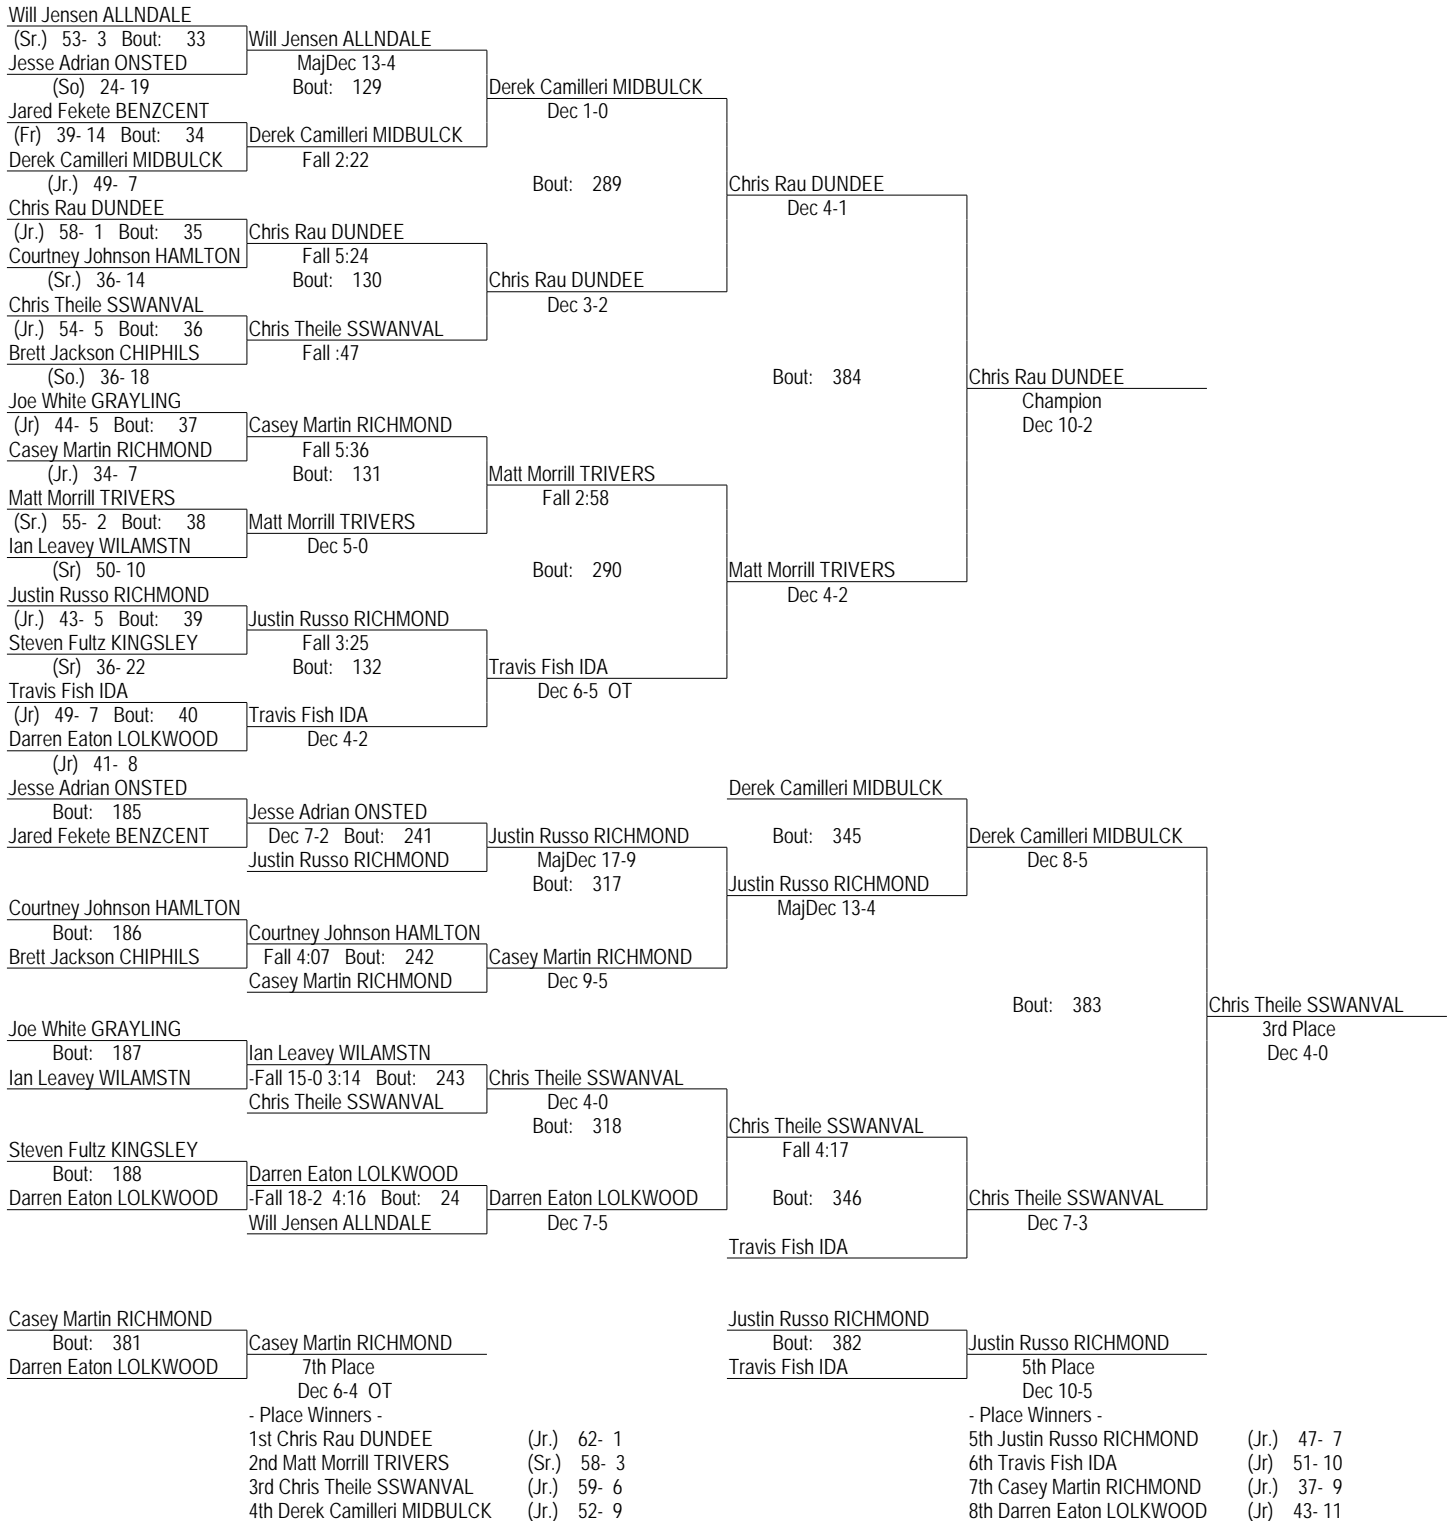 Will Jensen ALLNDALE
(Sr.) 53- 3 Bout: 33 Will Jensen ALLNDALE
Jesse Adrian ONSTED MajDec 13-4
(So) 24- 19 Bout: 129 Derek Camilleri MIDBULCK
Jared Fekete BENZCENT Dec 1-0
(Fr) 39- 14 Bout: 34 Derek Camilleri MIDBULCK
Derek Camilleri MIDBULCK Fall 2:22
(Jr.) 49- 7 Bout: 289 Chris Rau DUNDEE
Chris Rau DUNDEE Dec 4-1
(Jr.) 58- 1 Bout: 35 Chris Rau DUNDEE
Courtney Johnson HAMLTON Fall 5:24
(Sr.) 36- 14 Bout: 130 Chris Rau DUNDEE
Chris Theile SSWANVAL Dec 3-2
(Jr.) 54- 5 Bout: 36 Chris Theile SSWANVAL
Brett Jackson CHIPHILS Fall :47
(So.) 36- 18 Bout: 384 Chris Rau DUNDEE
Joe White GRAYLING Champion
(Jr) 44- 5 Bout: 37 Casey Martin RICHMOND Dec 10-2
Casey Martin RICHMOND Fall 5:36
(Jr.) 34- 7 Bout: 131 Matt Morrill TRIVERS
Matt Morrill TRIVERS Fall 2:58
(Sr.) 55- 2 Bout: 38 Matt Morrill TRIVERS
Ian Leavey WILAMSTN Dec 5-0
(Sr) 50- 10 Bout: 290 Matt Morrill TRIVERS
Justin Russo RICHMOND Dec 4-2
(Jr.) 43- 5 Bout: 39 Justin Russo RICHMOND
Steven Fultz KINGSLEY Fall 3:25
(Sr) 36- 22 Bout: 132 Travis Fish IDA
Travis Fish IDA Dec 6-5 OT
(Jr) 49- 7 Bout: 40 Travis Fish IDA
Darren Eaton LOLKWOOD Dec 4-2
(Jr) 41- 8
Jesse Adrian ONSTED Derek Camilleri MIDBULCK
Bout: 185 Jesse Adrian ONSTED
Jared Fekete BENZCENT Dec 7-2 Bout: 241 Justin Russo RICHMOND Bout: 345 Derek Camilleri MIDBULCK
Justin Russo RICHMOND MajDec 17-9 Dec 8-5
Bout: 317 Justin Russo RICHMOND
Courtney Johnson HAMLTON MajDec 13-4
Bout: 186 Courtney Johnson HAMLTON
Brett Jackson CHIPHILS Fall 4:07 Bout: 242 Casey Martin RICHMOND
Casey Martin RICHMOND Dec 9-5
Bout: 383 Chris Theile SSWANVAL
Joe White GRAYLING 3rd Place
Bout: 187 Ian Leavey WILAMSTN Dec 4-0
Ian Leavey WILAMSTN -Fall 15-0 3:14 Bout: 243 Chris Theile SSWANVAL
Chris Theile SSWANVAL Dec 4-0
Bout: 318 Chris Theile SSWANVAL
Steven Fultz KINGSLEY Fall 4:17
Bout: 188 Darren Eaton LOLKWOOD
Darren Eaton LOLKWOOD -Fall 18-2 4:16 Bout: 24 Darren Eaton LOLKWOOD Bout: 346 Chris Theile SSWANVAL
Will Jensen ALLNDALE Dec 7-5 Dec 7-3
Travis Fish IDA
Casey Martin RICHMOND Justin Russo RICHMOND
Bout: 381 Casey Martin RICHMOND Bout: 382 Justin Russo RICHMOND
Darren Eaton LOLKWOOD 7th Place Travis Fish IDA 5th Place
Dec 6-4 OT Dec 10-5
- Place Winners - - Place Winners -
1st Chris Rau DUNDEE (Jr.) 62- 1 5th Justin Russo RICHMOND (Jr.) 47- 7
2nd Matt Morrill TRIVERS (Sr.) 58- 3 6th Travis Fish IDA (Jr) 51- 10
3rd Chris Theile SSWANVAL (Jr.) 59- 6 7th Casey Martin RICHMOND (Jr.) 37- 9
4th Derek Camilleri MIDBULCK (Jr.) 52- 9 8th Darren Eaton LOLKWOOD (Jr) 43- 11